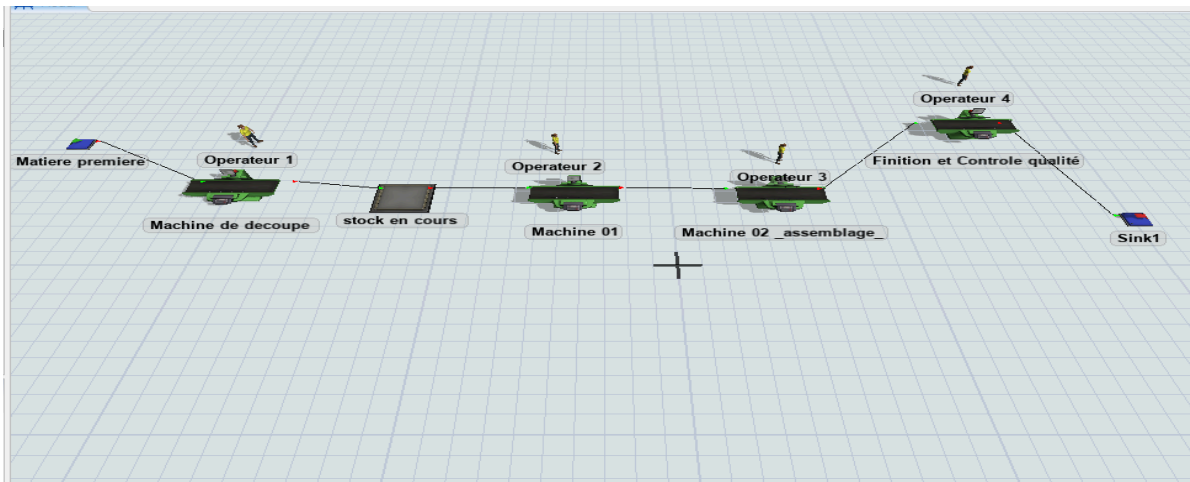 Operateur 4
Matiere premiere
Operateur 1
Operateur 2
Finition et Controle qualité
Operateur 3
Machine de decoupe
stock en cours
Machine 01
Machine 02 _assemblage_
Sink1